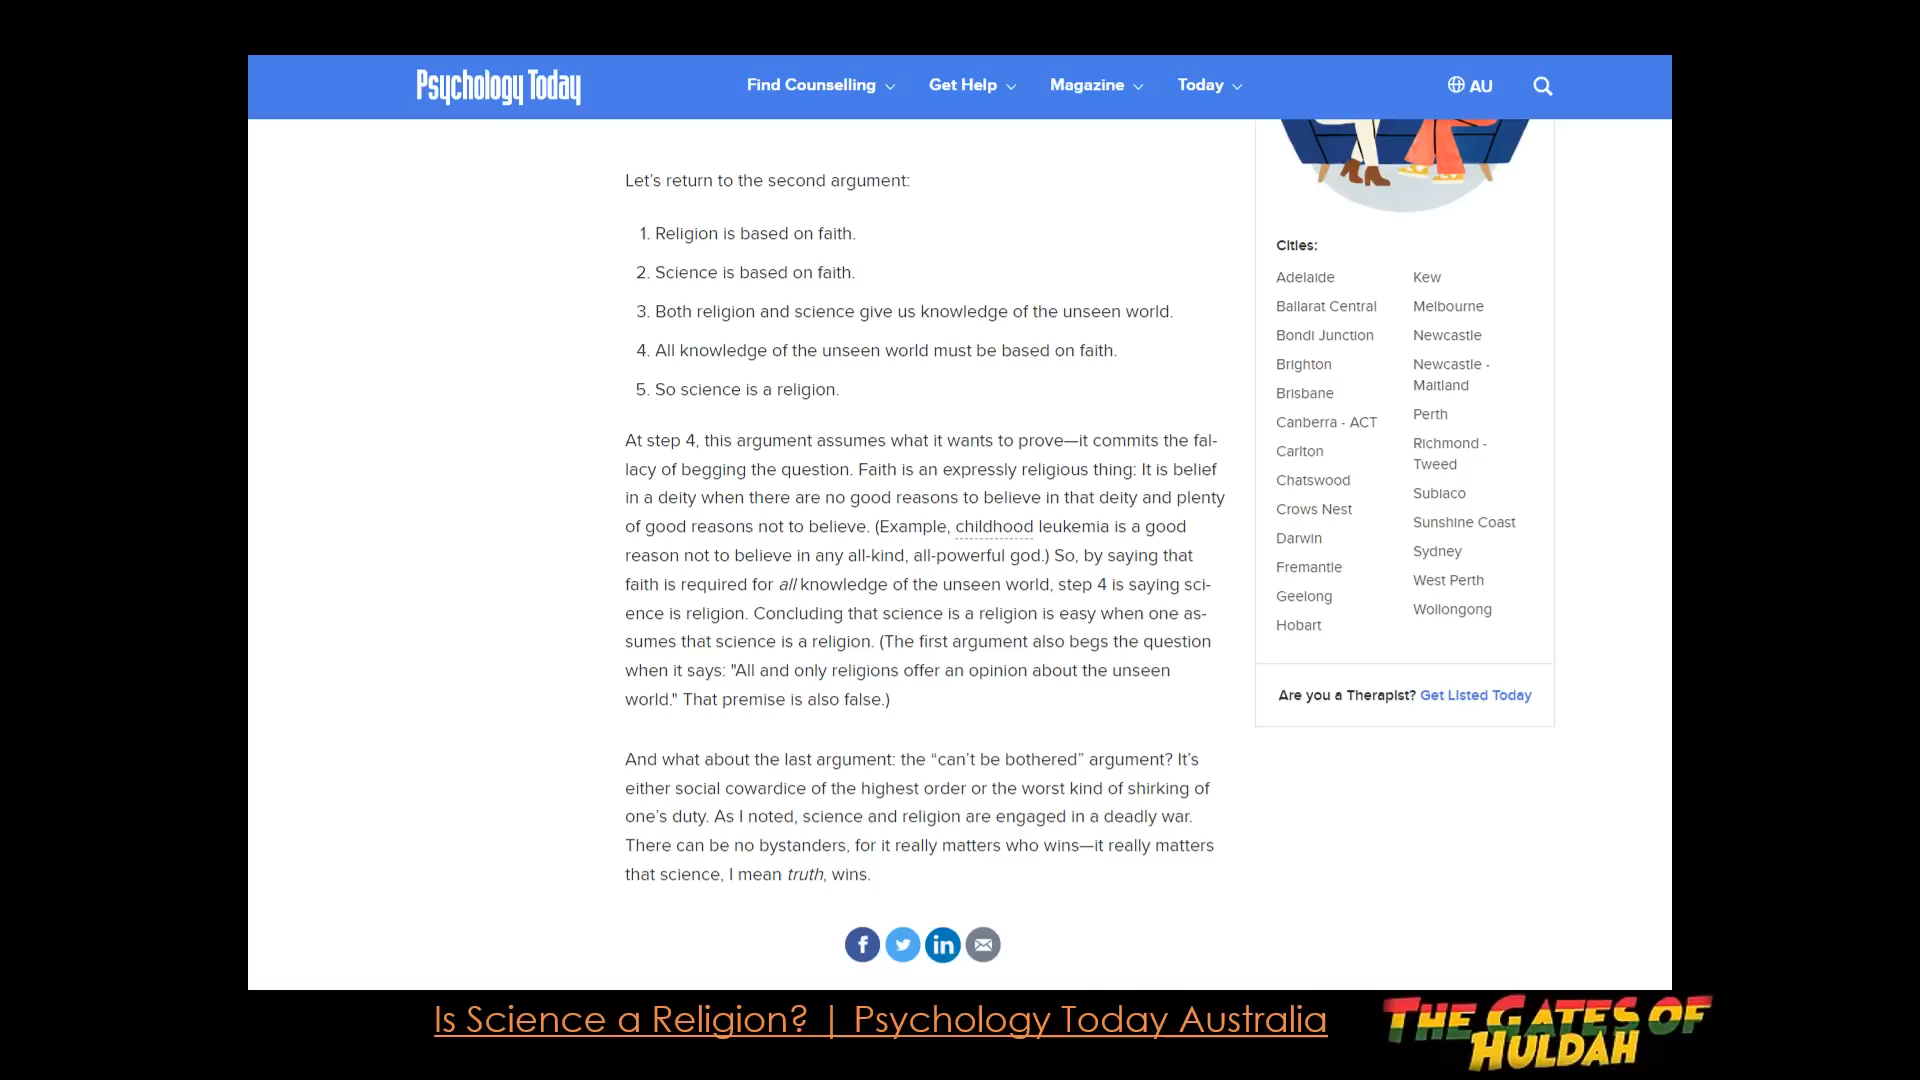 Psychology Today
Find Counselling
Get Help
Magazine
Today
AU
Let’s return to the second argument:
1. Religion is based on faith.
2. Science is based on faith.
3. Both religion and science give us knowledge of the unseen world.
4. All knowledge of the unseen world must be based on faith.
5. So science is a religion.
At step 4, this argument assumes what it wants to prove—it commits the fal-
lacy of begging the question. Faith is an expressly religious thing: It is belief
in a deity when there are no good reasons to believe in that deity and plenty
of good reasons not to believe. (Example, childhood leukemia is a good
reason not to believe in any all-kind, all-powerful god.) So, by saying that
faith is required for all knowledge of the unseen world, step 4 is saying sci-
ence is religion. Concluding that science is a religion is easy when one as-
sumes that science is a religion. (The first argument also begs the question
when it says: "All and only religions offer an opinion about the unseen
world." That premise is also false.)
And what about the last argument: the “can’t be bothered” argument? It’s
either social cowardice of the highest order or the worst kind of shirking of
one’s duty. As I noted, science and religion are engaged in a deadly war.
There can be no bystanders, for it really matters who wins—it really matters
that science, I mean truth, wins.
Cities:
Adelaide
Ballarat Central
Bondi Junction
Brighton
Brisbane
Canberra - ACT
Carlton
Chatswood
Crows Nest
Darwin
Fremantle
Geelong
Hobart
Kew
Melbourne
Newcastle
Newcastle -
Maitland
Perth
Richmond -
Tweed
Subiaco
Sunshine Coast
Sydney
West Perth
Wollongong
Are you a Therapist? Get Listed Today
Is Science a Religion? | Psychology Today Australia
THE GATES OF
HULDAH